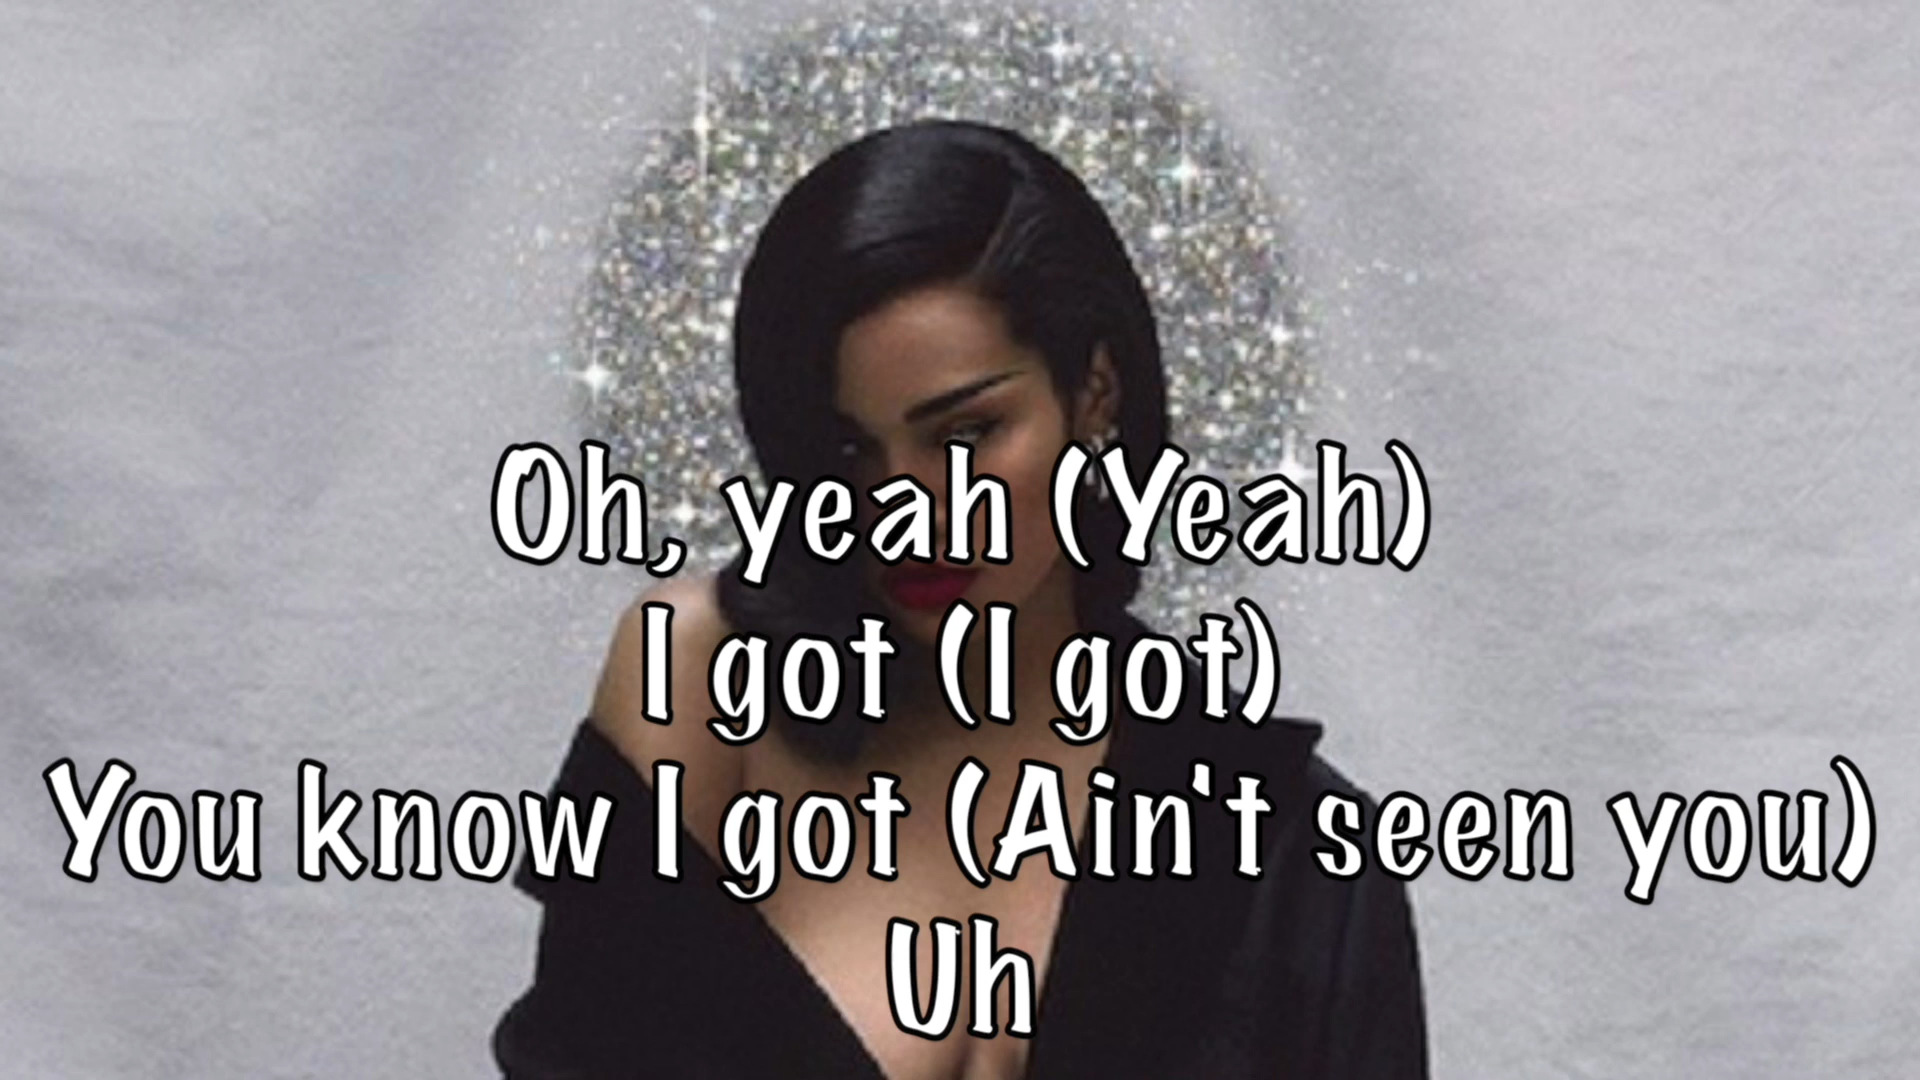 Oh, yeah (Yeah)
I got (I got)
You know I got (Ain't seen you)
Uh